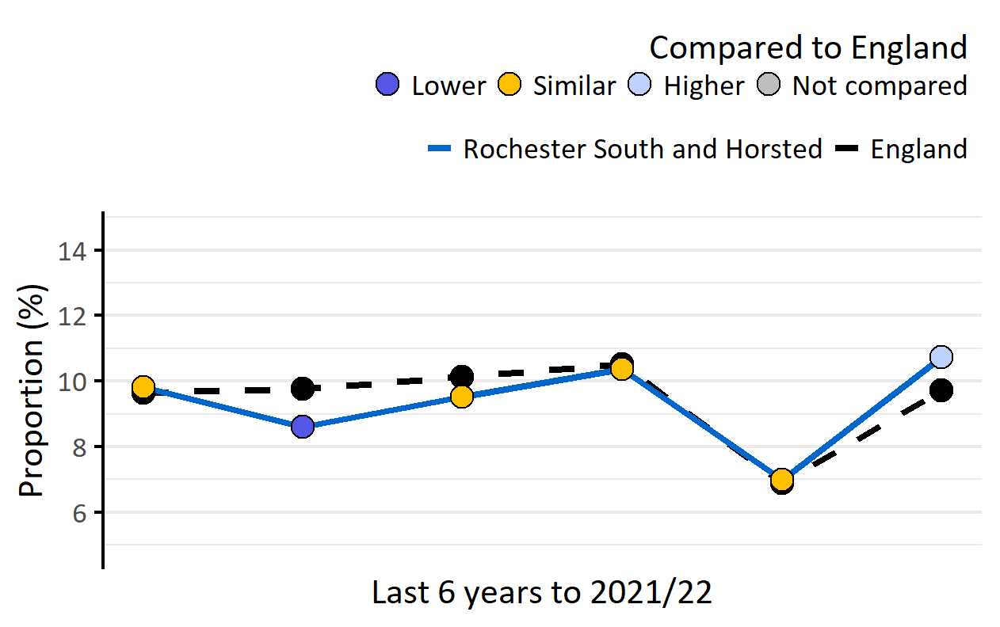 Compared to England
Lower Similar Higher Not compared
Rochester South and Horsted England
Proportion (%)
14
12
10
8
6
Last 6 years to 2021/22